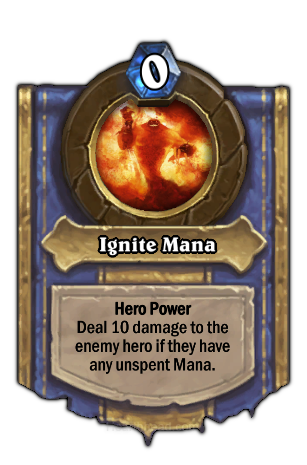 0
Ignite Mana
Hero Power
Deal 10 damage to the
enemy hero if they have
any unspent Mana.